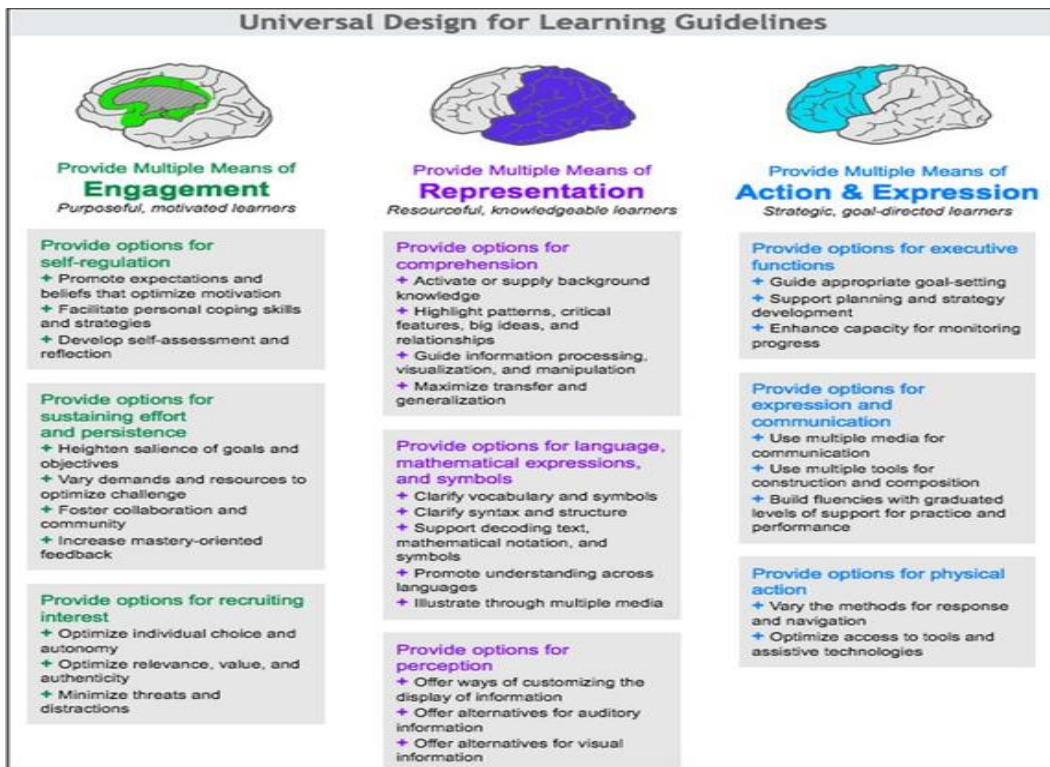 Universal Design for Learning Guidelines
Provide Multiple Means of
Engagement
Purposeful, motivated learners
Provide options for
self-regulation
+ Promote expectations and
beliefs that optimize motivation
+ Facilitate personal coping skills
and strategies
+ Develop self-assessment and
reflection
Provide options for
sustaining effort
and persistence
+ Heighten salience of goals and
objectives
+ Vary demands and resources to
optimize challenge
+ Foster collaboration and
community
+ Increase mastery-oriented
feedback
Provide options for recruiting
interest
+ Optimize individual choice and
autonomy
+ Optimize relevance, value, and
authenticity
+ Minimize threats and
distractions
Provide Multiple Means of
Representation
Resourceful, knowledgeable learners
Provide options for
comprehension
+ Activate or supply background
knowledge
+ Highlight patterns, critical
features, big ideas, and
relationships
+ Guide information processing,
visualization, and manipulation
+ Maximize transfer and
generalization
Provide options for language,
mathematical expressions,
and symbols
+ Clarify vocabulary and symbols
+ Clarify syntax and structure
+ Support decoding text,
mathematical notation, and
symbols
+ Promote understanding across
languages
+ Illustrate through multiple media
Provide options for
perception
+ Offer ways of customizing the
display of information
+ Offer alternatives for auditory
information
+ Offer alternatives for visual
information
Provide Multiple Means of
Action & Expression
Strategic, goal-directed learners
Provide options for executive
functions
+ Guide appropriate goal-setting
+ Support planning and strategy
development
+ Enhance capacity for monitoring
progress
Provide options for
expression and
communication
+ Use multiple media for
communication
+ Use multiple tools for
construction and composition
+ Build fluencies with graduated
levels of support for practice and
performance
Provide options for physical
action
+ Vary the methods for response
and navigation
+ Optimize access to tools and
assistive technologies